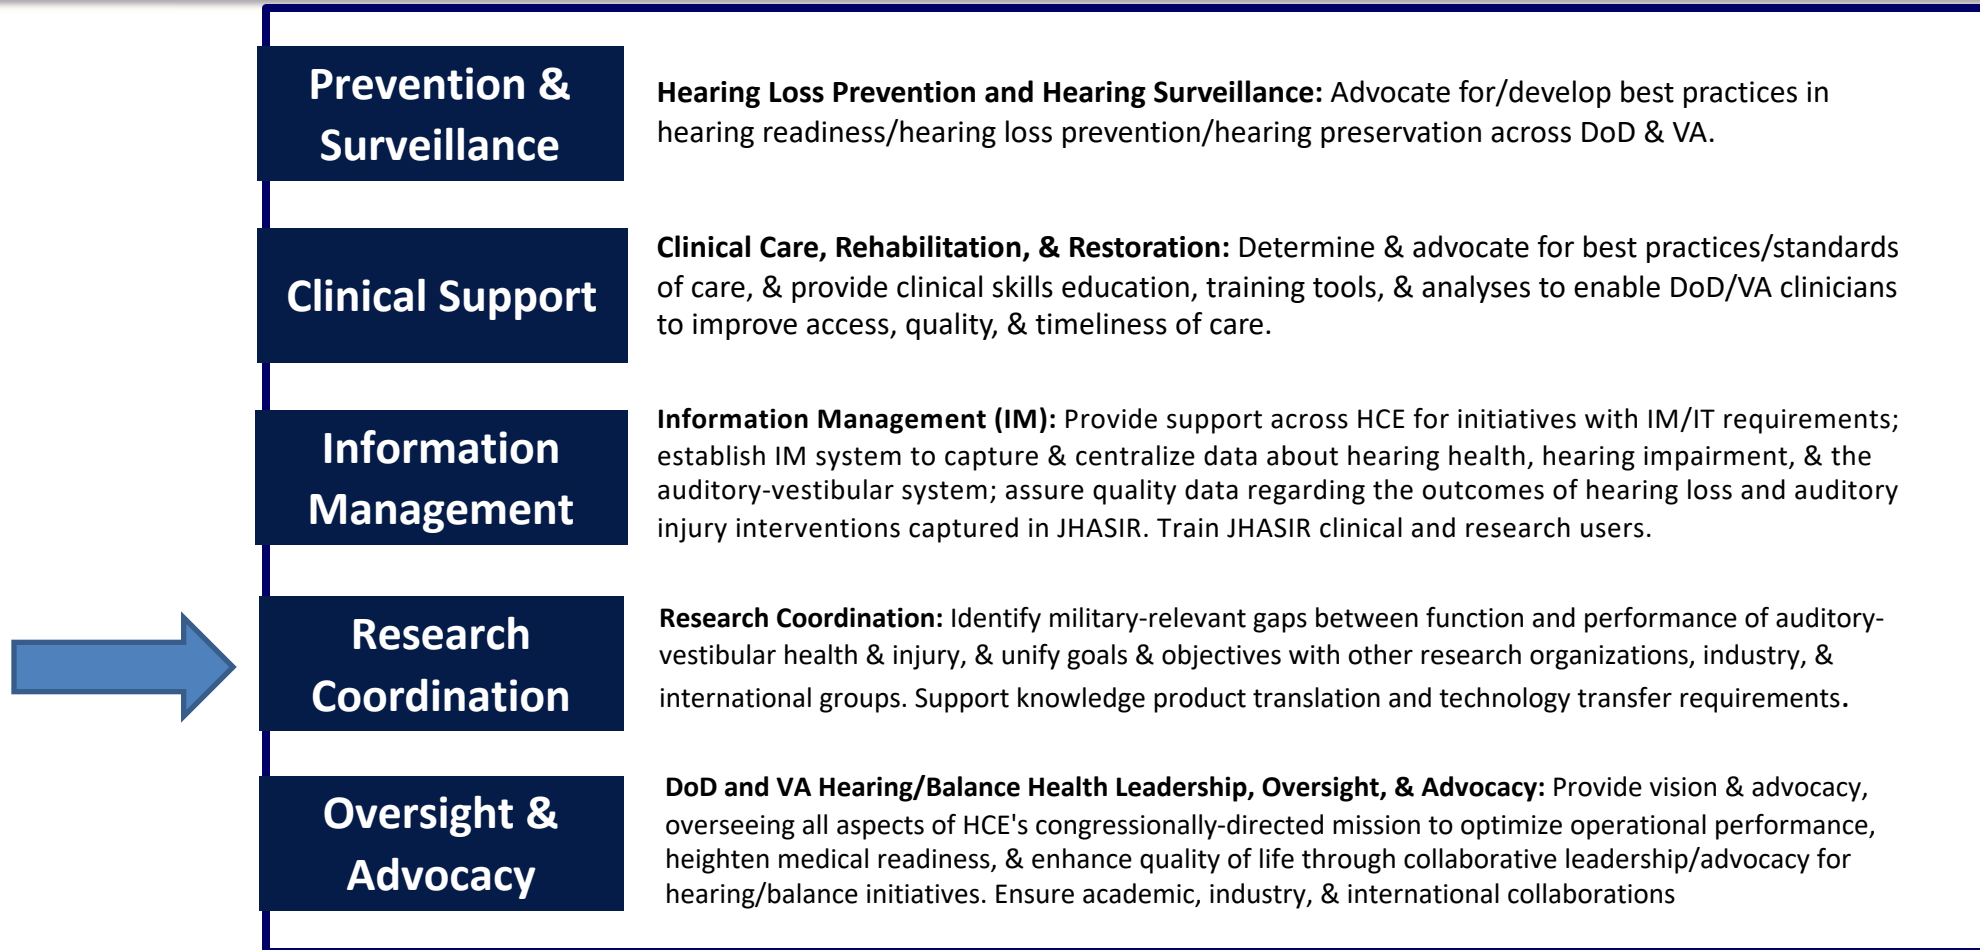 Prevention &
Surveillance
Hearing Loss Prevention and Hearing Surveillance: Advocate for/develop best practices in
hearing readiness/hearing loss prevention/hearing preservation across DoD & VA.
Clinical Support
Clinical Care, Rehabilitation, & Restoration: Determine & advocate for best practices/standards
of care, & provide clinical skills education, training tools, & analyses to enable DoD/VA clinicians
to improve access, quality, & timeliness of care.
Information
Management
Information Management (IM): Provide support across HCE for initiatives with IM/IT requirements;
establish IM system to capture & centralize data about hearing health, hearing impairment, & the
auditory-vestibular system; assure quality data regarding the outcomes of hearing loss and auditory
injury interventions captured in JHASIR. Train JHASIR clinical and research users.
Research
Coordination
Research Coordination: Identify military-relevant gaps between function and performance of auditory-
vestibular health & injury, & unify goals & objectives with other research organizations, industry, &
international groups. Support knowledge product translation and technology transfer requirements.
Oversight &
Advocacy
DoD and VA Hearing/Balance Health Leadership, Oversight, & Advocacy: Provide vision & advocacy,
overseeing all aspects of HCE's congressionally-directed mission to optimize operational performance,
heighten medical readiness, & enhance quality of life through collaborative leadership/advocacy for
hearing/balance initiatives. Ensure academic, industry, & international collaborations